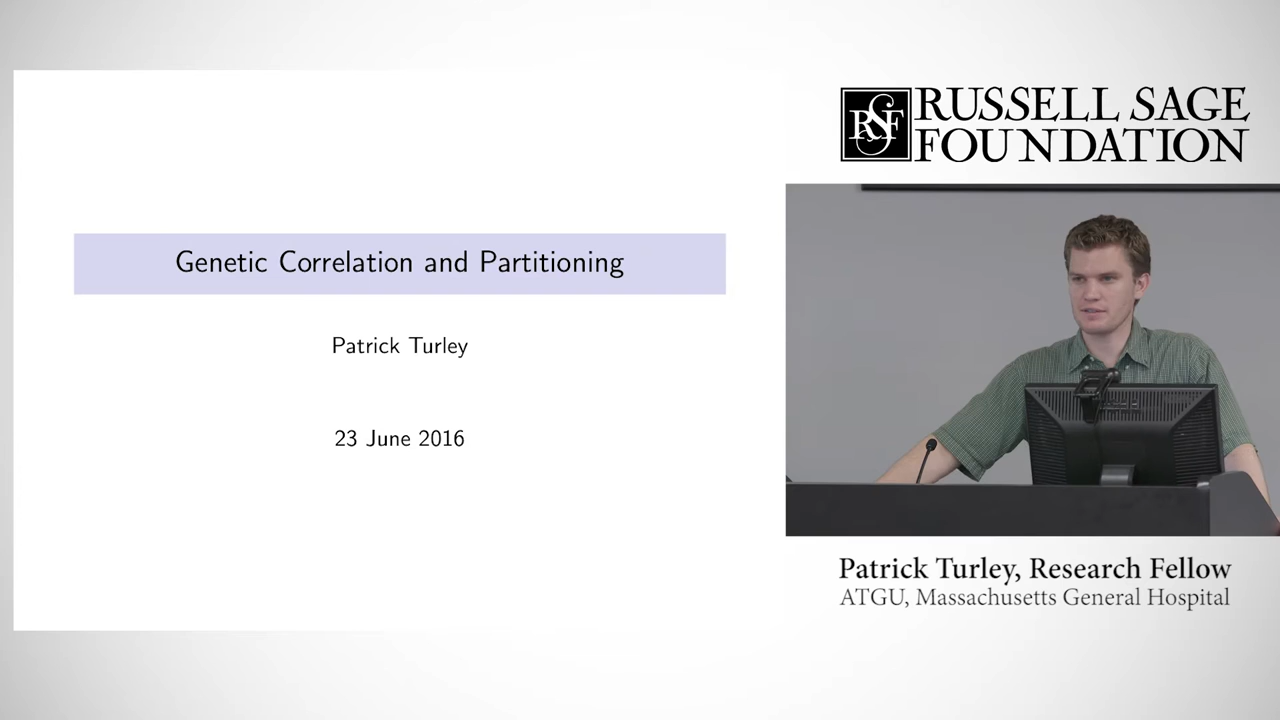 Genetic Correlation and Partitioning
Patrick Turley
23 June 2016
RSF
RUSSELL SAGE
FOUNDATION
Patrick Turley, Research Fellow
ATGU, Massachusetts General Hospital